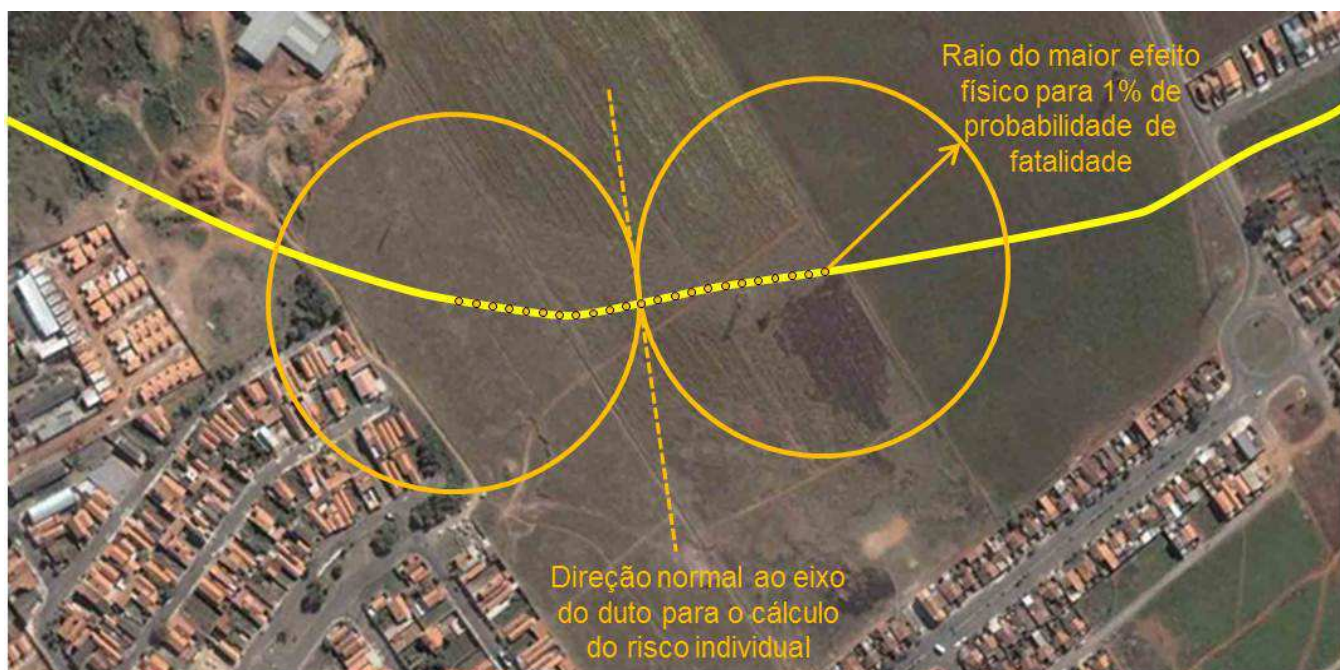 Raio do maior efeito
físico para 1% de
probabilidade de
fatalidade
Direção normal ao eixo
do duto para o cálculo
do risco individual